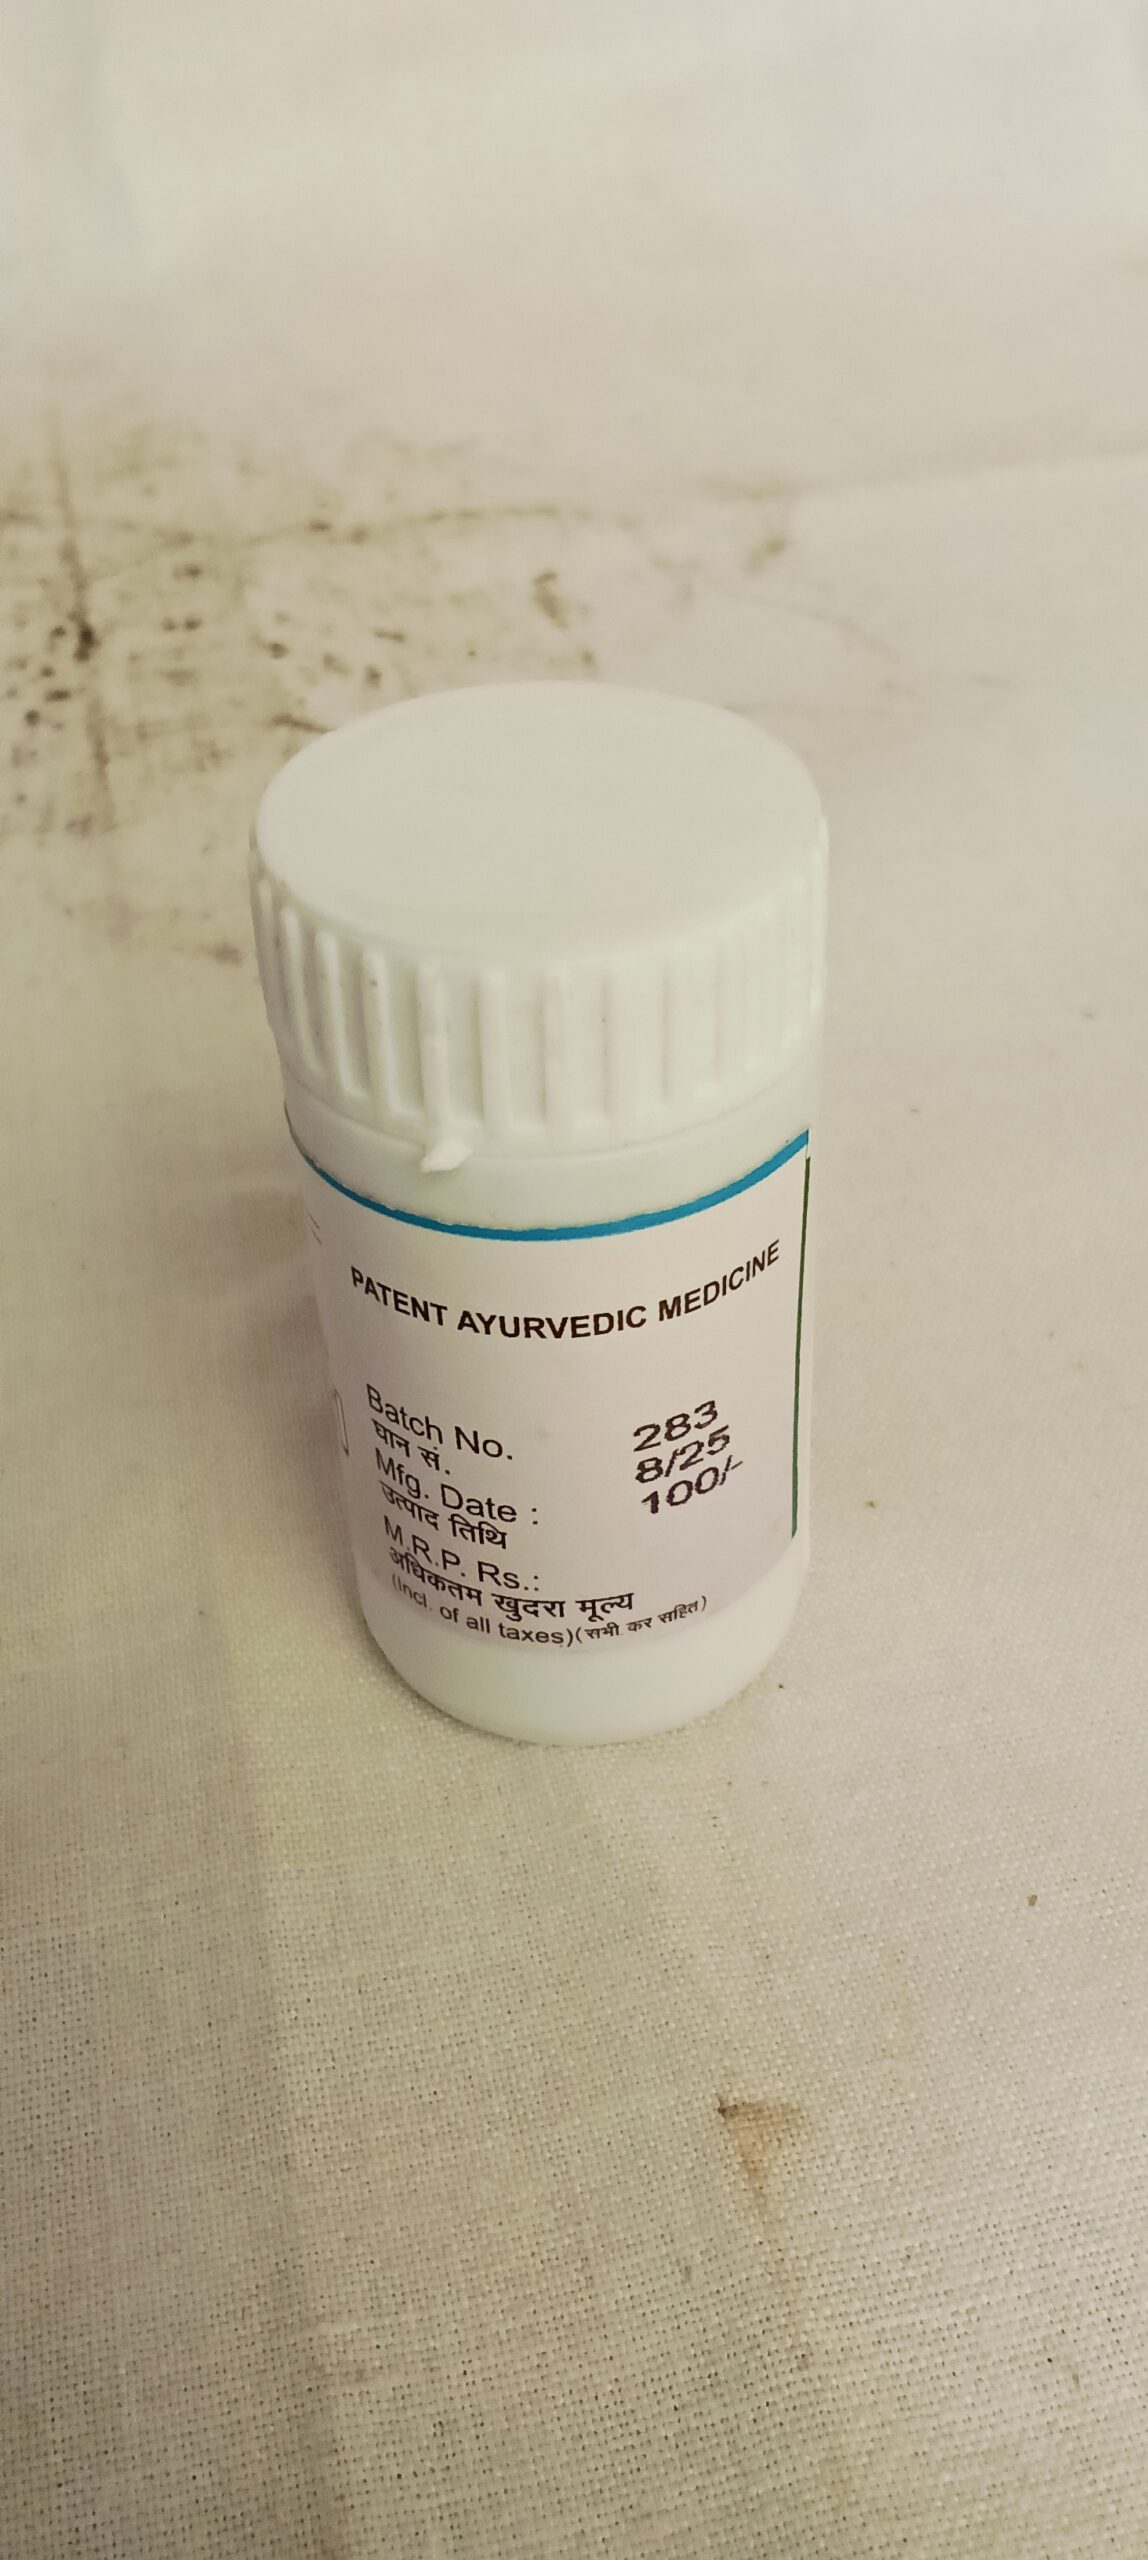 PATENT AYURVEDIC MEDICINE
Batch No. 283
घान सं.
Mfg. Date : 8/25
उत्पाद तिथि
M.R.P. Rs.: 100/-
अधिकतम खुदरा मूल्य
(Incl. of all taxes)(सभी कर सहित)